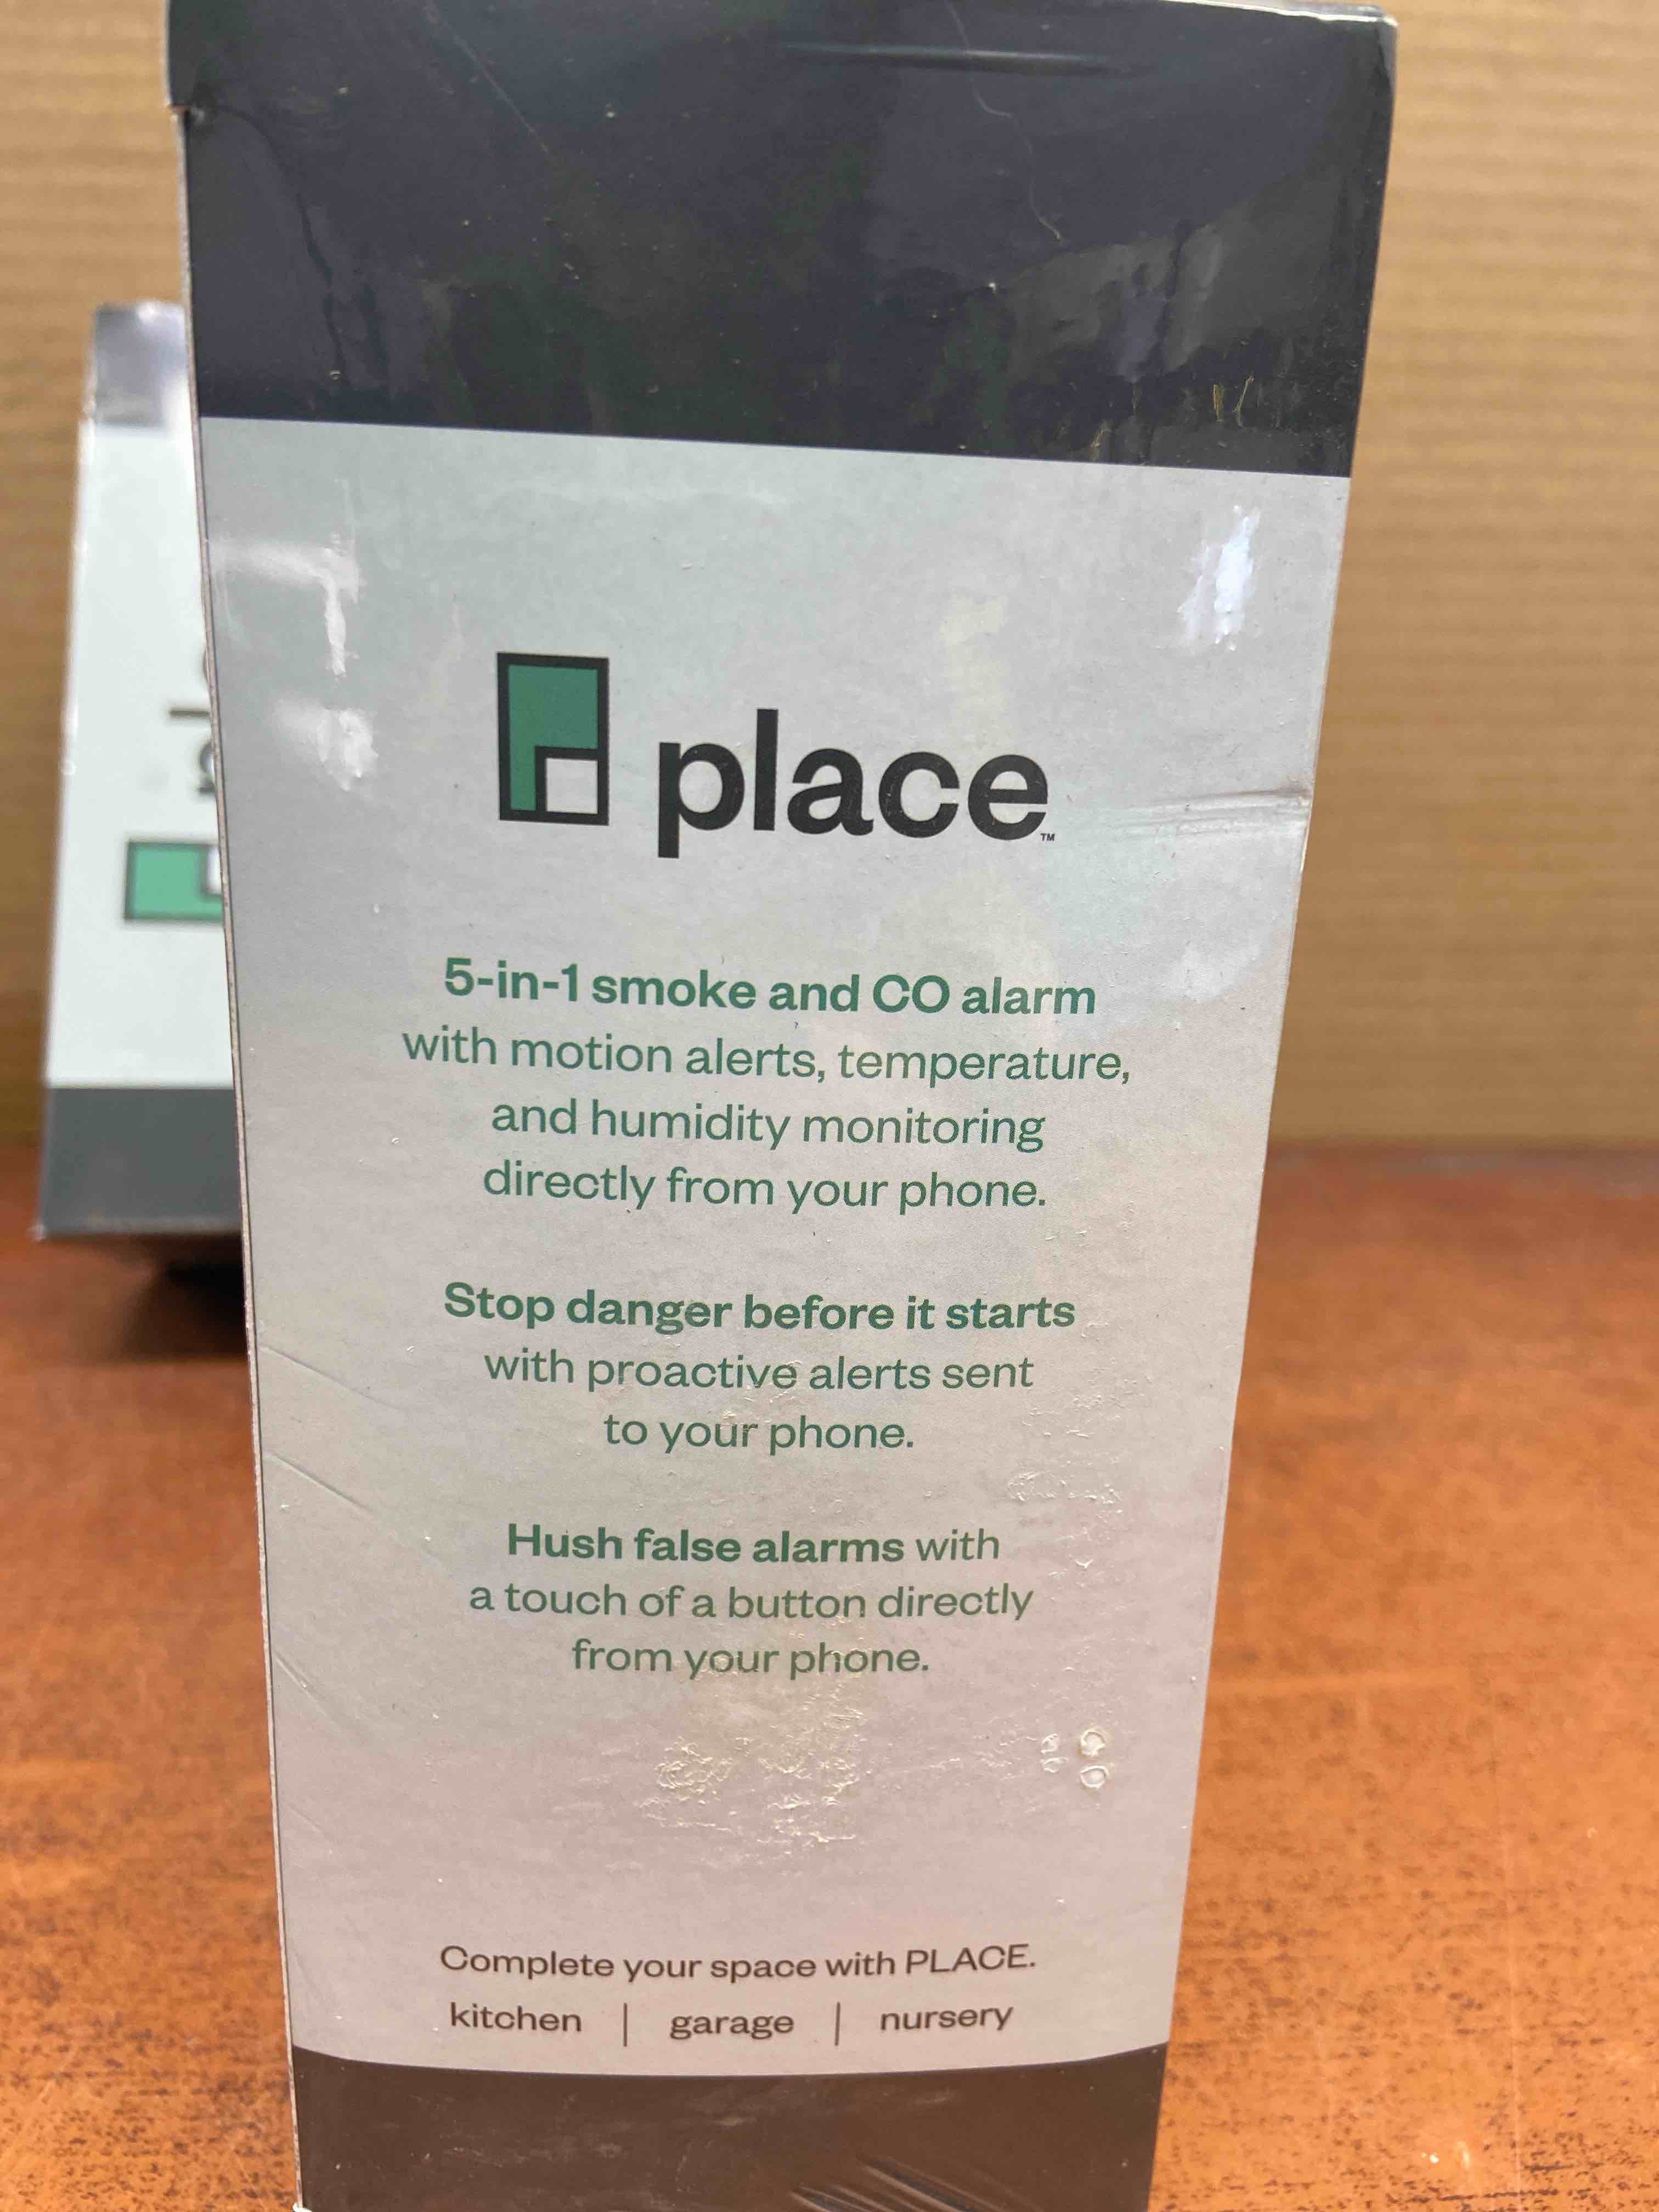 place™
5-in-1 smoke and CO alarm
with motion alerts, temperature,
and humidity monitoring
directly from your phone.
Stop danger before it starts
with proactive alerts sent
to your phone.
Hush false alarms with
a touch of a button directly
from your phone.
Complete your space with PLACE.
kitchen | garage | nursery